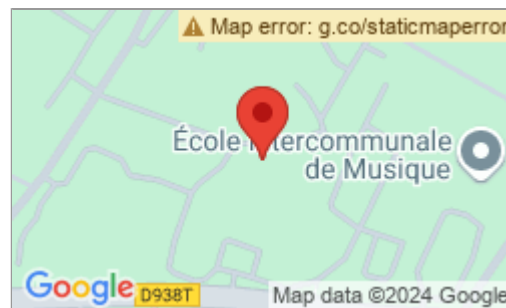 Map error: g.co/staticmaperror
École Intercommunale
de Musique
Google
D938T
Map data ©2024 Google